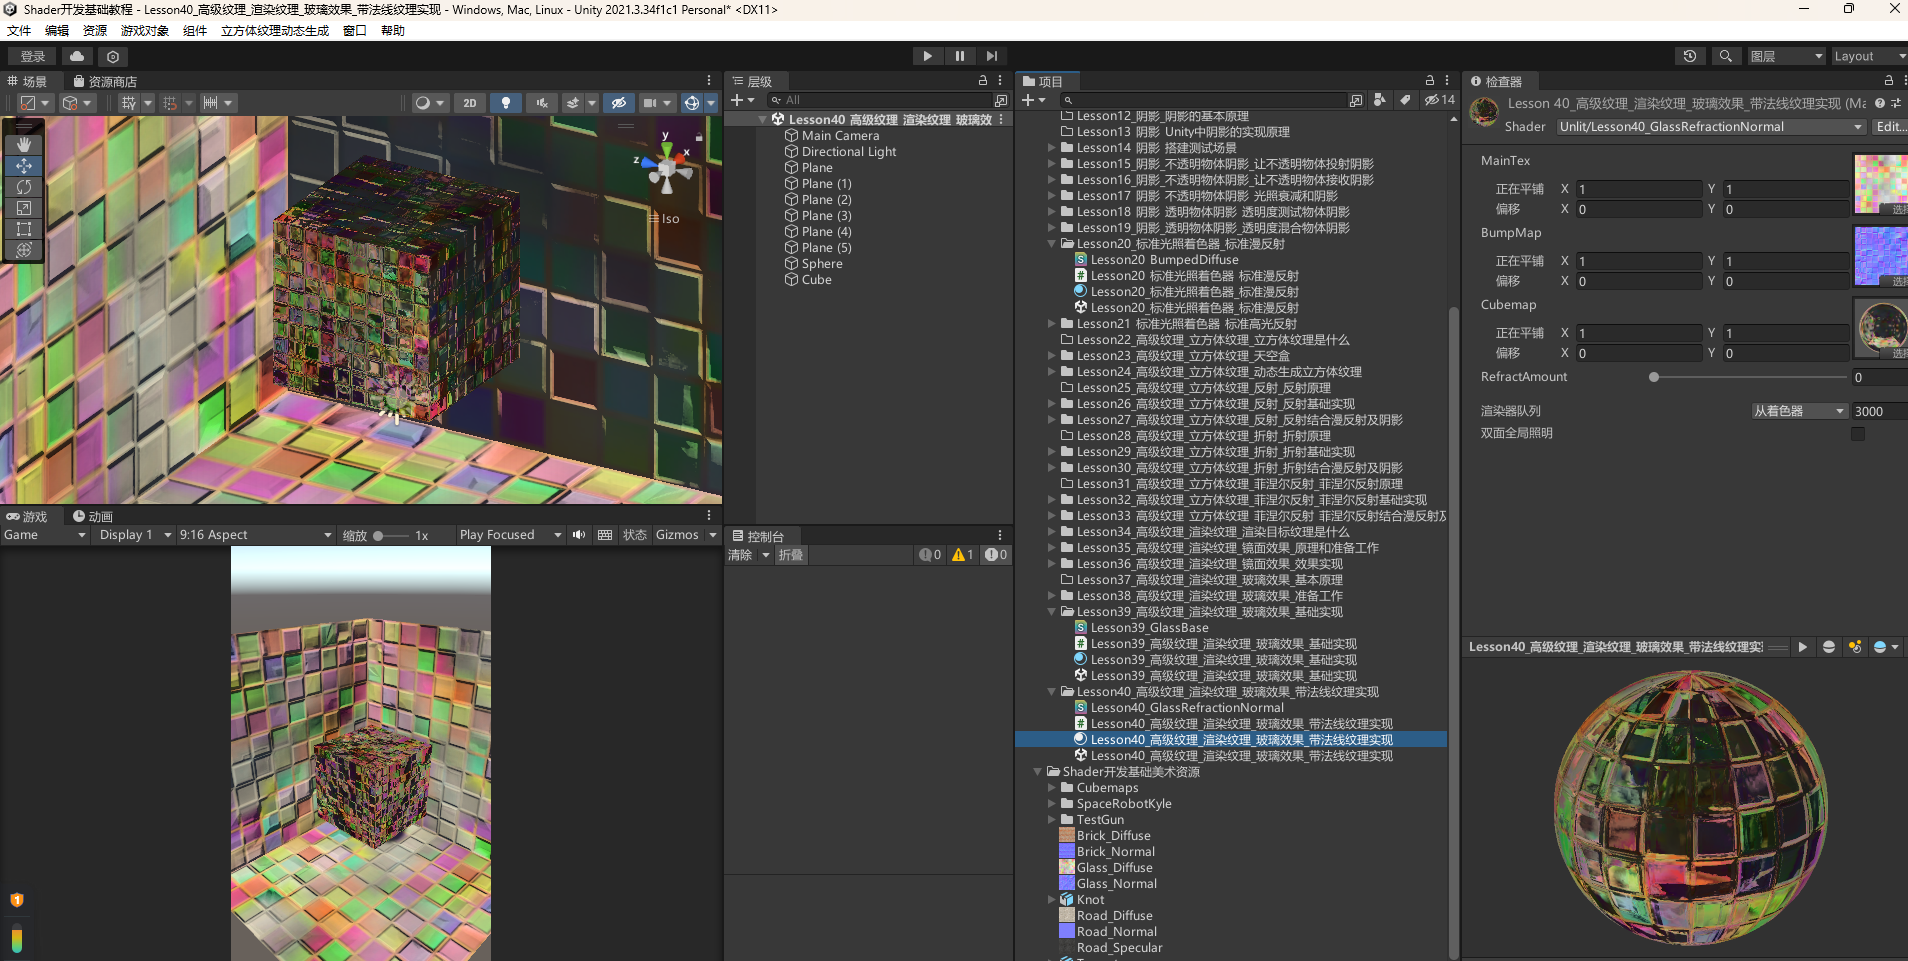 Shader开发基础教程 - Lesson40_高级纹理_渲染纹理_玻璃效果_带法线纹理实现 - Windows, Mac, Linux - Unity 2021.3.34f1c1 Personal* <DX11>
文件 编辑 资源 游戏对象 组件 立方体纹理动态生成 窗口 帮助
登录
图层
Layout
场景 资源商店
2D
y
x
z
Iso
游戏 动画
Game Display 1 9:16 Aspect 缩放 1x Play Focused 状态 Gizmos
层级
All
Lesson40_高级纹理_渲染纹理_玻璃效
Main Camera
Directional Light
Plane
Plane (1)
Plane (2)
Plane (3)
Plane (4)
Plane (5)
Sphere
Cube
控制台
清除 折叠 0 1 0
项目
14
Lesson12_阴影_阴影的基本原理
Lesson13_阴影_Unity中阴影的实现原理
Lesson14_阴影_搭建测试场景
Lesson15_阴影_不透明物体阴影_让不透明物体投射阴影
Lesson16_阴影_不透明物体阴影_让不透明物体接收阴影
Lesson17_阴影_不透明物体阴影_光照衰减和阴影
Lesson18_阴影_透明物体阴影_透明度测试物体阴影
Lesson19_阴影_透明物体阴影_透明度混合物体阴影
Lesson20_标准光照着色器_标准漫反射
Lesson20_BumpedDiffuse
Lesson20_标准光照着色器_标准漫反射
Lesson20_标准光照着色器_标准漫反射
Lesson20_标准光照着色器_标准漫反射
Lesson21_标准光照着色器_标准高光反射
Lesson22_高级纹理_立方体纹理_立方体纹理是什么
Lesson23_高级纹理_立方体纹理_天空盒
Lesson24_高级纹理_立方体纹理_动态生成立方体纹理
Lesson25_高级纹理_立方体纹理_反射_反射原理
Lesson26_高级纹理_立方体纹理_反射_反射基础实现
Lesson27_高级纹理_立方体纹理_反射_反射结合漫反射及阴影
Lesson28_高级纹理_立方体纹理_折射_折射原理
Lesson29_高级纹理_立方体纹理_折射_折射基础实现
Lesson30_高级纹理_立方体纹理_折射_折射结合漫反射及阴影
Lesson31_高级纹理_立方体纹理_菲涅尔反射_菲涅尔反射原理
Lesson32_高级纹理_立方体纹理_菲涅尔反射_菲涅尔反射基础实现
Lesson33_高级纹理_立方体纹理_菲涅尔反射_菲涅尔反射结合漫反射及
Lesson34_高级纹理_渲染纹理_渲染目标纹理是什么
Lesson35_高级纹理_渲染纹理_镜面效果_原理和准备工作
Lesson36_高级纹理_渲染纹理_镜面效果_效果实现
Lesson37_高级纹理_渲染纹理_玻璃效果_基本原理
Lesson38_高级纹理_渲染纹理_玻璃效果_准备工作
Lesson39_高级纹理_渲染纹理_玻璃效果_基础实现
Lesson39_GlassBase
Lesson39_高级纹理_渲染纹理_玻璃效果_基础实现
Lesson39_高级纹理_渲染纹理_玻璃效果_基础实现
Lesson39_高级纹理_渲染纹理_玻璃效果_基础实现
Lesson40_高级纹理_渲染纹理_玻璃效果_带法线纹理实现
Lesson40_GlassRefractionNormal
Lesson40_高级纹理_渲染纹理_玻璃效果_带法线纹理实现
Lesson40_高级纹理_渲染纹理_玻璃效果_带法线纹理实现
Lesson40_高级纹理_渲染纹理_玻璃效果_带法线纹理实现
Shader开发基础美术资源
Cubemaps
SpaceRobotKyle
TestGun
Brick_Diffuse
Brick_Normal
Glass_Diffuse
Glass_Normal
Knot
Road_Diffuse
Road_Normal
Road_Specular
检查器
Lesson 40_高级纹理_渲染纹理_玻璃效果_带法线纹理实现 (Ma
Shader Unlit/Lesson40_GlassRefractionNormal Edit...
MainTex
正在平铺 X 1 Y 1
偏移 X 0 Y 0 选
BumpMap
正在平铺 X 1 Y 1
偏移 X 0 Y 0 选
Cubemap
正在平铺 X 1 Y 1
偏移 X 0 Y 0 选
RefractAmount 0
渲染器队列 从着色器 3000
双面全局照明
Lesson40_高级纹理_渲染纹理_玻璃效果_带法线纹理实